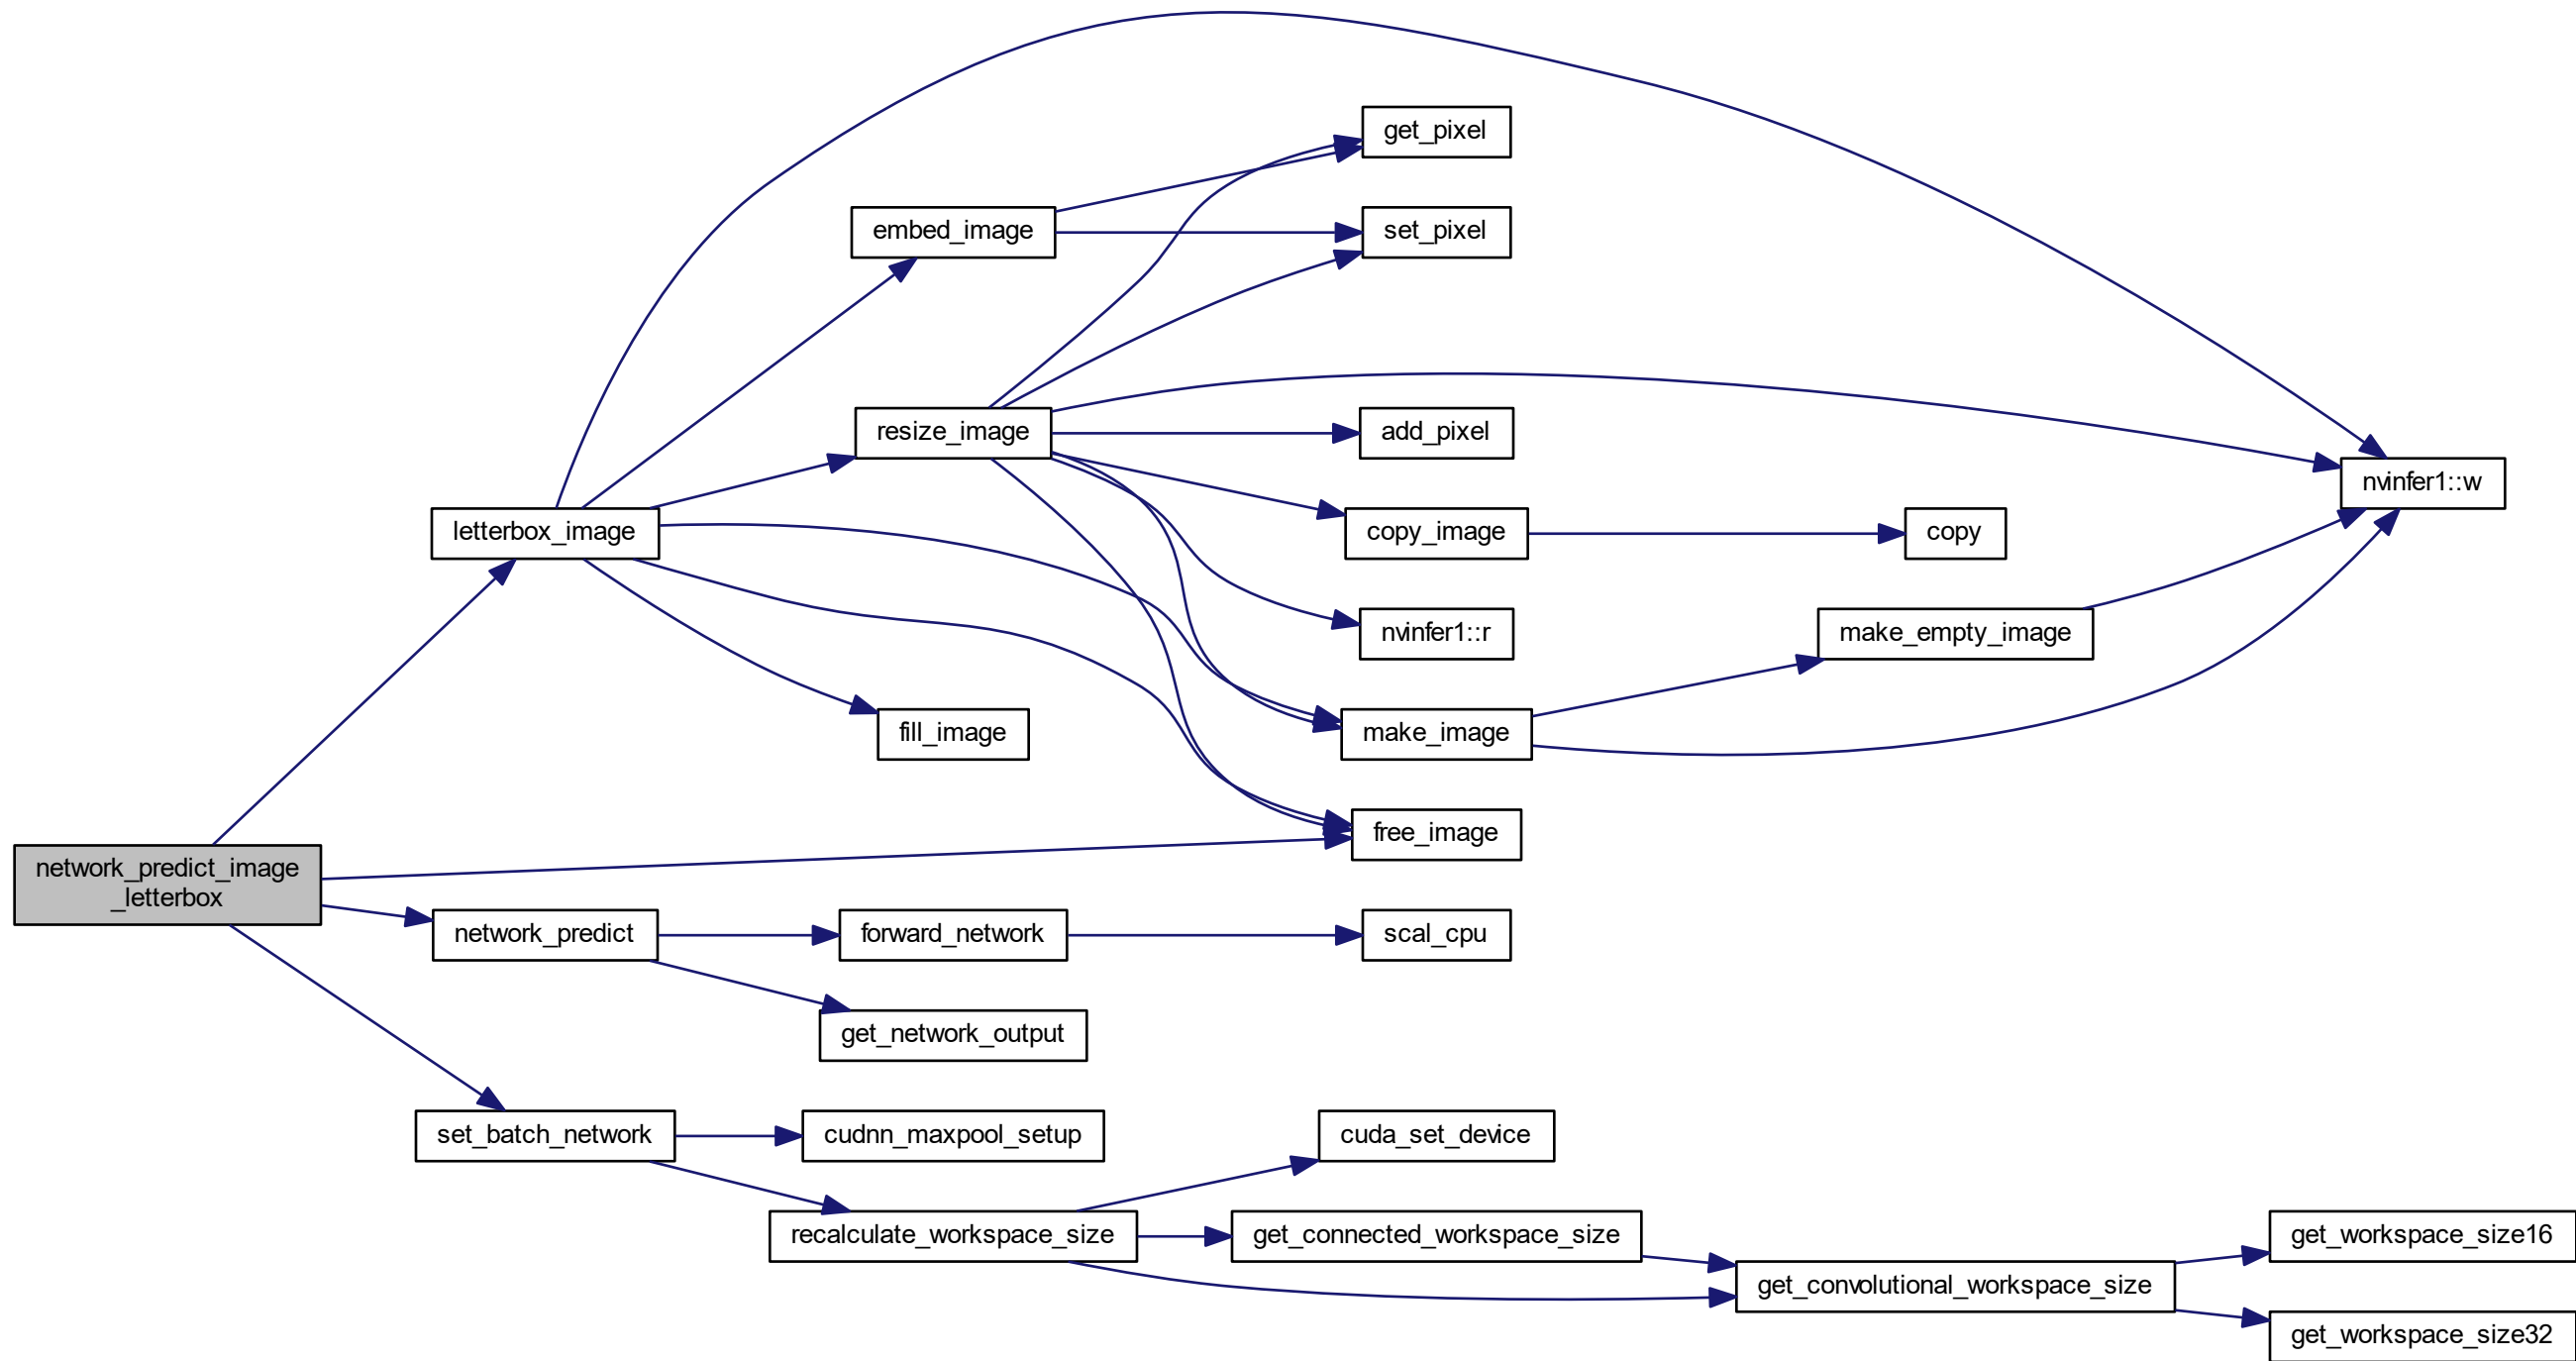 get_pixel
embed_image
set_pixel
resize_image
add_pixel
nvinfer1::w
letterbox_image
copy_image
copy
nvinfer1::r
make_empty_image
fill_image
make_image
free_image
network_predict_image
_letterbox
network_predict
forward_network
scal_cpu
get_network_output
set_batch_network
cudnn_maxpool_setup
cuda_set_device
recalculate_workspace_size
get_connected_workspace_size
get_workspace_size16
get_convolutional_workspace_size
get_workspace_size32